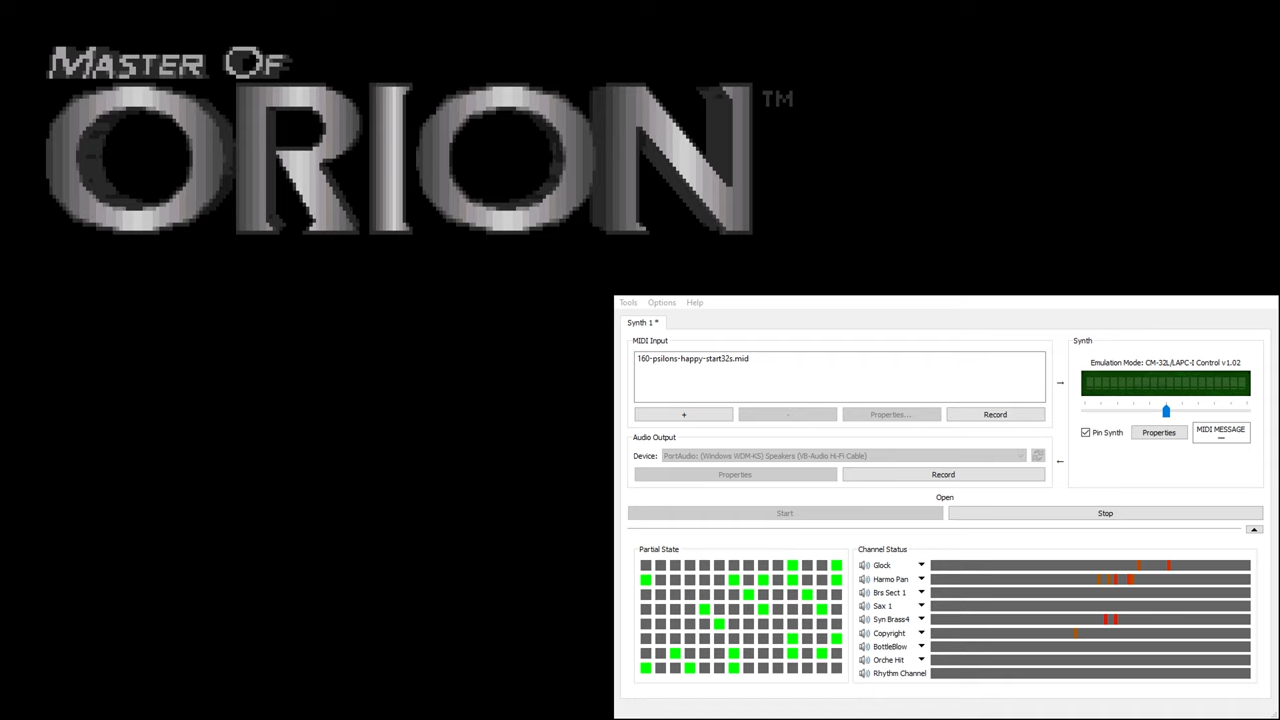 MASTER OF
ORION™
Tools Options Help
Synth 1 *
MIDI Input
160-psilons-happy-start32s.mid
+ - Properties... Record
Synth
Emulation Mode: CM-32L/LAPC-I Control v1.02
Pin Synth Properties MIDI MESSAGE
Audio Output
Device: PortAudio: (Windows WDM-KS) Speakers (VB-Audio Hi-Fi Cable)
Properties Record
Open
Start Stop
Partial State
Channel Status
Glock
Harmo Pan
Brs Sect 1
Sax 1
Syn Brass4
Copyright
BottleBlow
Orche Hit
Rhythm Channel